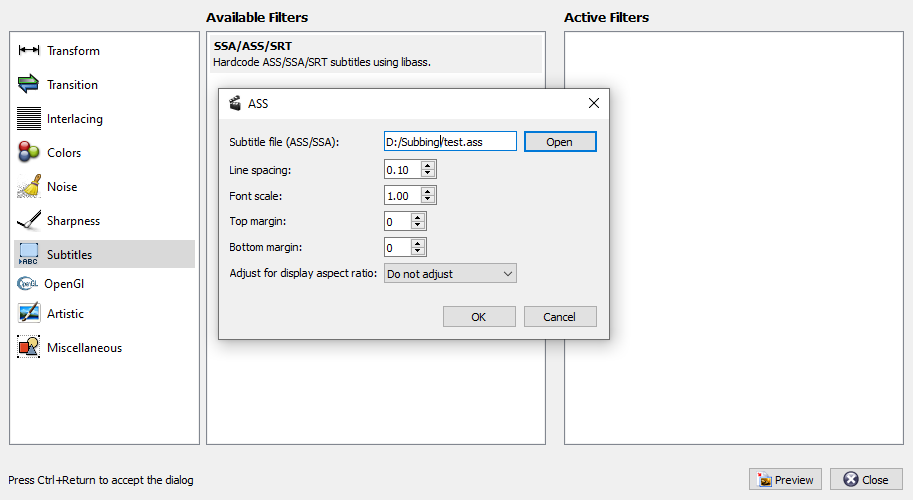 Available Filters
Active Filters
Transform
Transition
Interlacing
Colors
Noise
Sharpness
ABC
Subtitles
OpenGL
OpenGl
Artistic
Miscellaneous
SSA/ASS/SRT
Hardcode ASS/SSA/SRT subtitles using libass.
ASS
Subtitle file (ASS/SSA):
D:/Subbing/test.ass
Open
Line spacing:
0.10
Font scale:
1.00
Top margin:
0
Bottom margin:
0
Adjust for display aspect ratio:
Do not adjust
OK
Cancel
Press Ctrl+Return to accept the dialog
Preview
Close